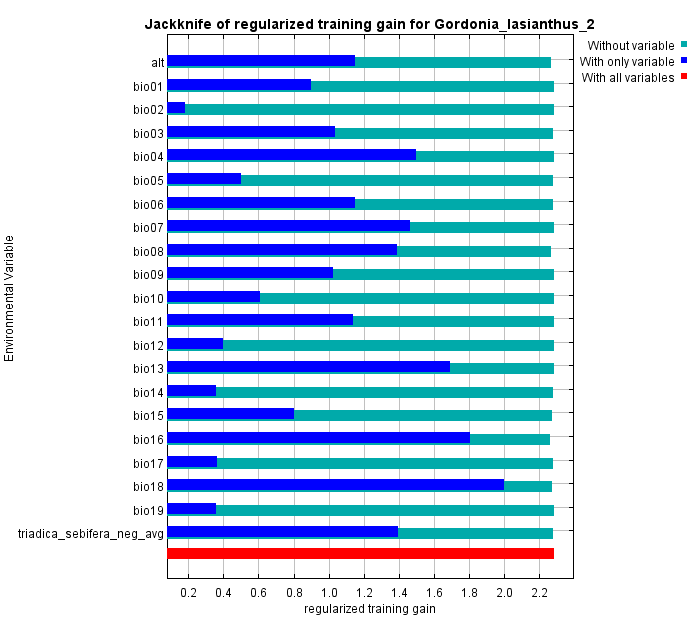 Jackknife of regularized training gain for Gordonia_lasianthus_2
Without variable
With only variable
With all variables
Environmental Variable
alt
bio01
bio02
bio03
bio04
bio05
bio06
bio07
bio08
bio09
bio10
bio11
bio12
bio13
bio14
bio15
bio16
bio17
bio18
bio19
triadica_sebifera_neg_avg
0.2 0.4 0.6 0.8 1.0 1.2 1.4 1.6 1.8 2.0 2.2
regularized training gain